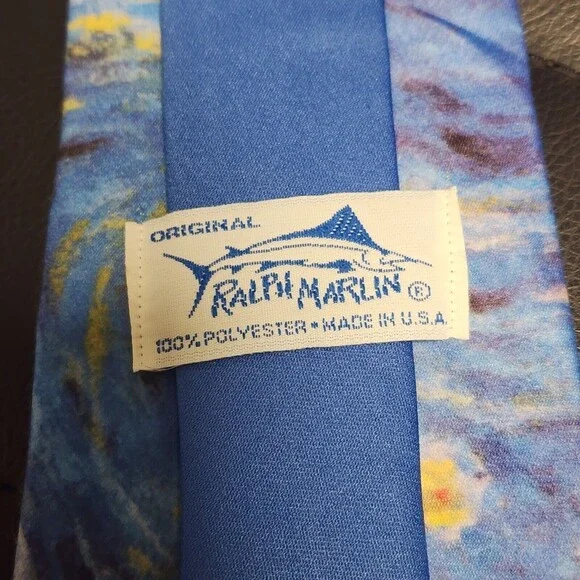 ORIGINAL
RALPH MARLIN ®
100% POLYESTER • MADE IN U.S.A.